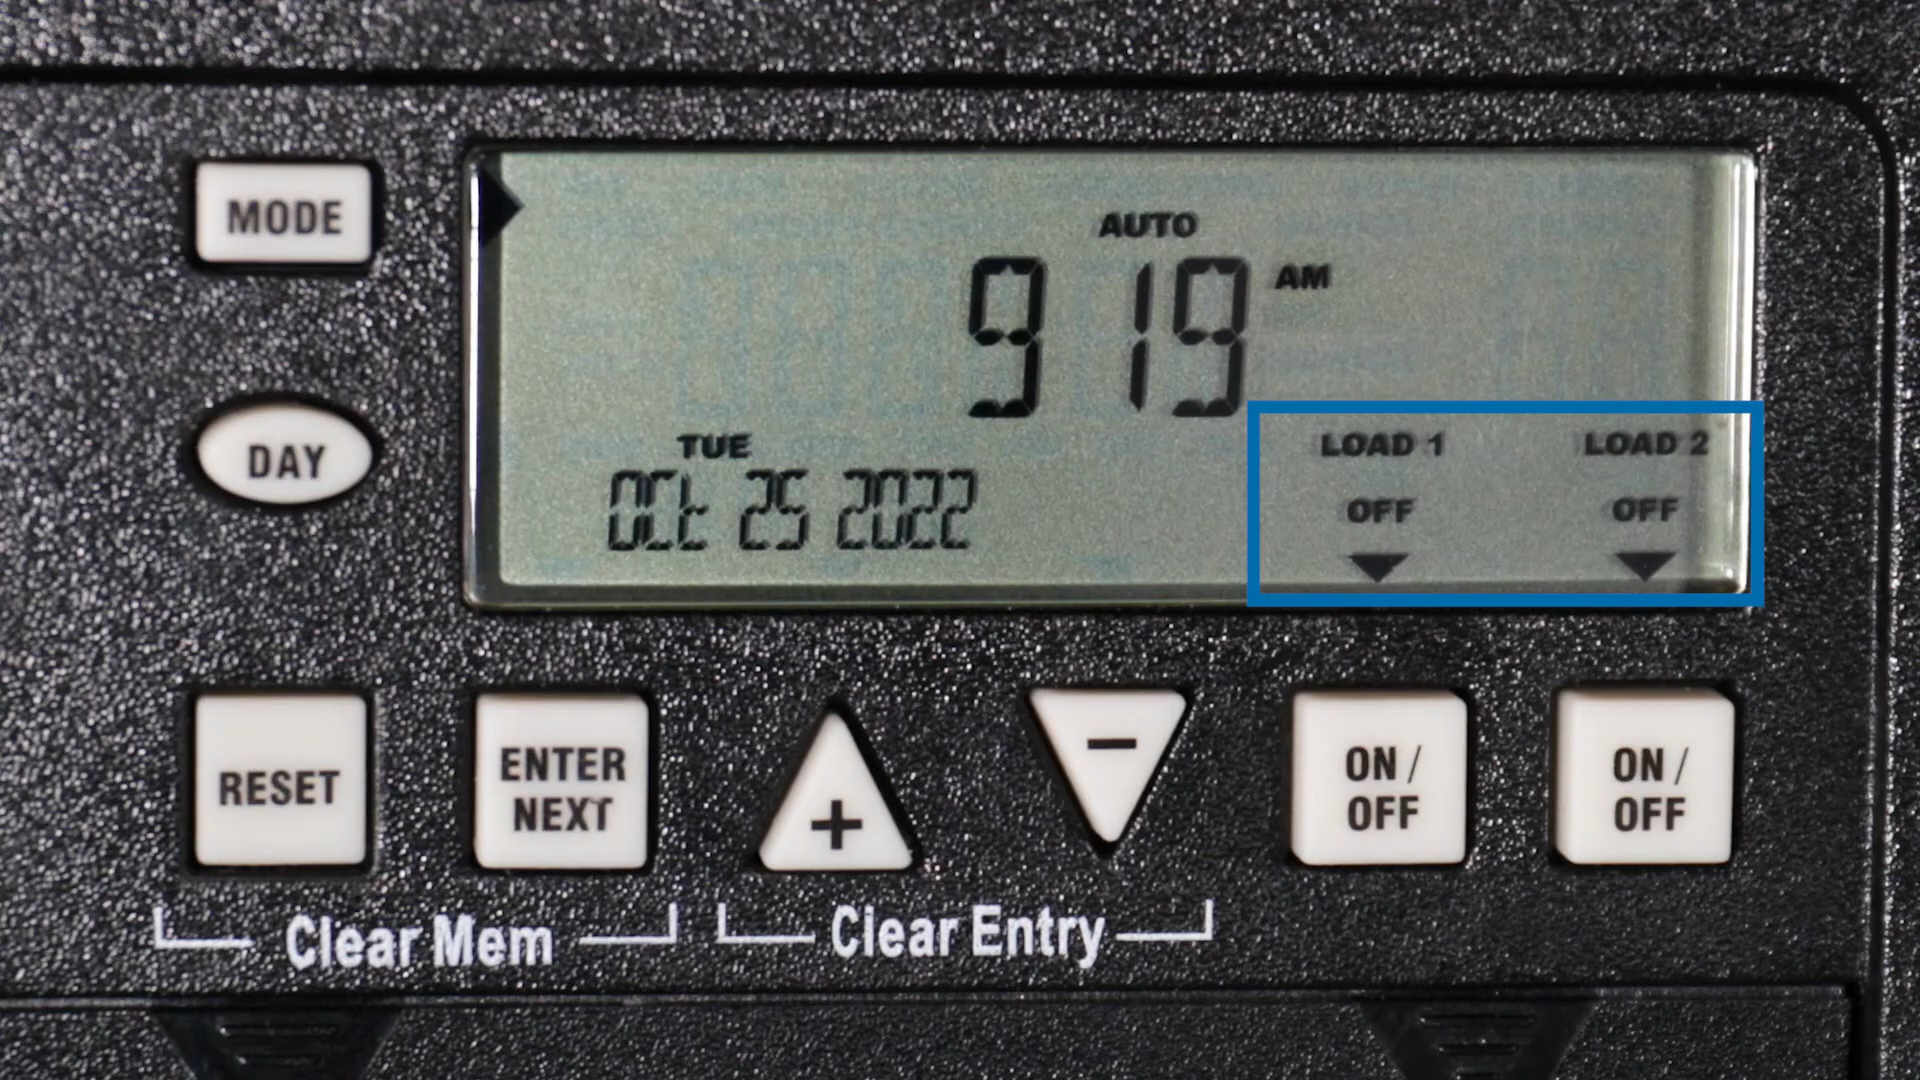 MODE
AUTO
9 19 AM
DAY
TUE
OCt 25 2022
LOAD 1 LOAD 2
OFF OFF
RESET
ENTER
NEXT
+
−
ON /
OFF
ON /
OFF
Clear Mem
Clear Entry